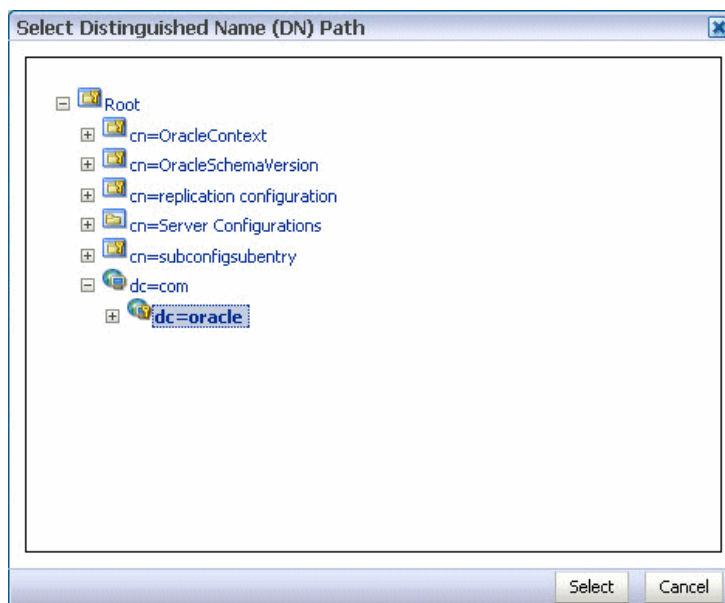 Select Distinguished Name (DN) Path
Root
cn=OracleContext
cn=OracleSchemaVersion
cn=replication configuration
cn=Server Configurations
cn=subconfigsubentry
dc=com
dc=oracle
Select Cancel